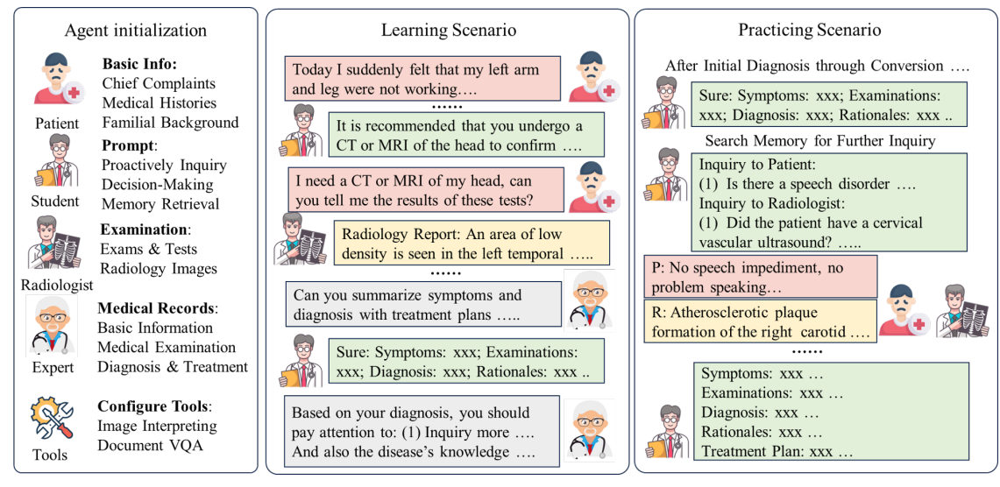 Agent initialization
Patient
Basic Info:
Chief Complaints
Medical Histories
Familial Background
Student
Prompt:
Proactively Inquiry
Decision-Making
Memory Retrieval
Radiologist
Examination:
Exams & Tests
Radiology Images
Expert
Medical Records:
Basic Information
Medical Examination
Diagnosis & Treatment
Tools
Configure Tools:
Image Interpreting
Document VQA
Learning Scenario
Today I suddenly felt that my left arm
and leg were not working….
……
It is recommended that you undergo a
CT or MRI of the head to confirm ….
I need a CT or MRI of my head, can
you tell me the results of these tests?
Radiology Report: An area of low
density is seen in the left temporal …..
……
Can you summarize symptoms and
diagnosis with treatment plans …..
Sure: Symptoms: xxx; Examinations:
xxx; Diagnosis: xxx; Rationales: xxx ..
Based on your diagnosis, you should
pay attention to: (1) Inquiry more ….
And also the disease’s knowledge ….
Practicing Scenario
After Initial Diagnosis through Conversion ….
Sure: Symptoms: xxx; Examinations:
xxx; Diagnosis: xxx; Rationales: xxx ..
Search Memory for Further Inquiry
Inquiry to Patient:
(1) Is there a speech disorder ….
Inquiry to Radiologist:
(1) Did the patient have a cervical
vascular ultrasound? …..
P: No speech impediment, no
problem speaking…
R: Atherosclerotic plaque
formation of the right carotid ….
……
Symptoms: xxx …
Examinations: xxx …
Diagnosis: xxx …
Rationales: xxx …
Treatment Plan: xxx …